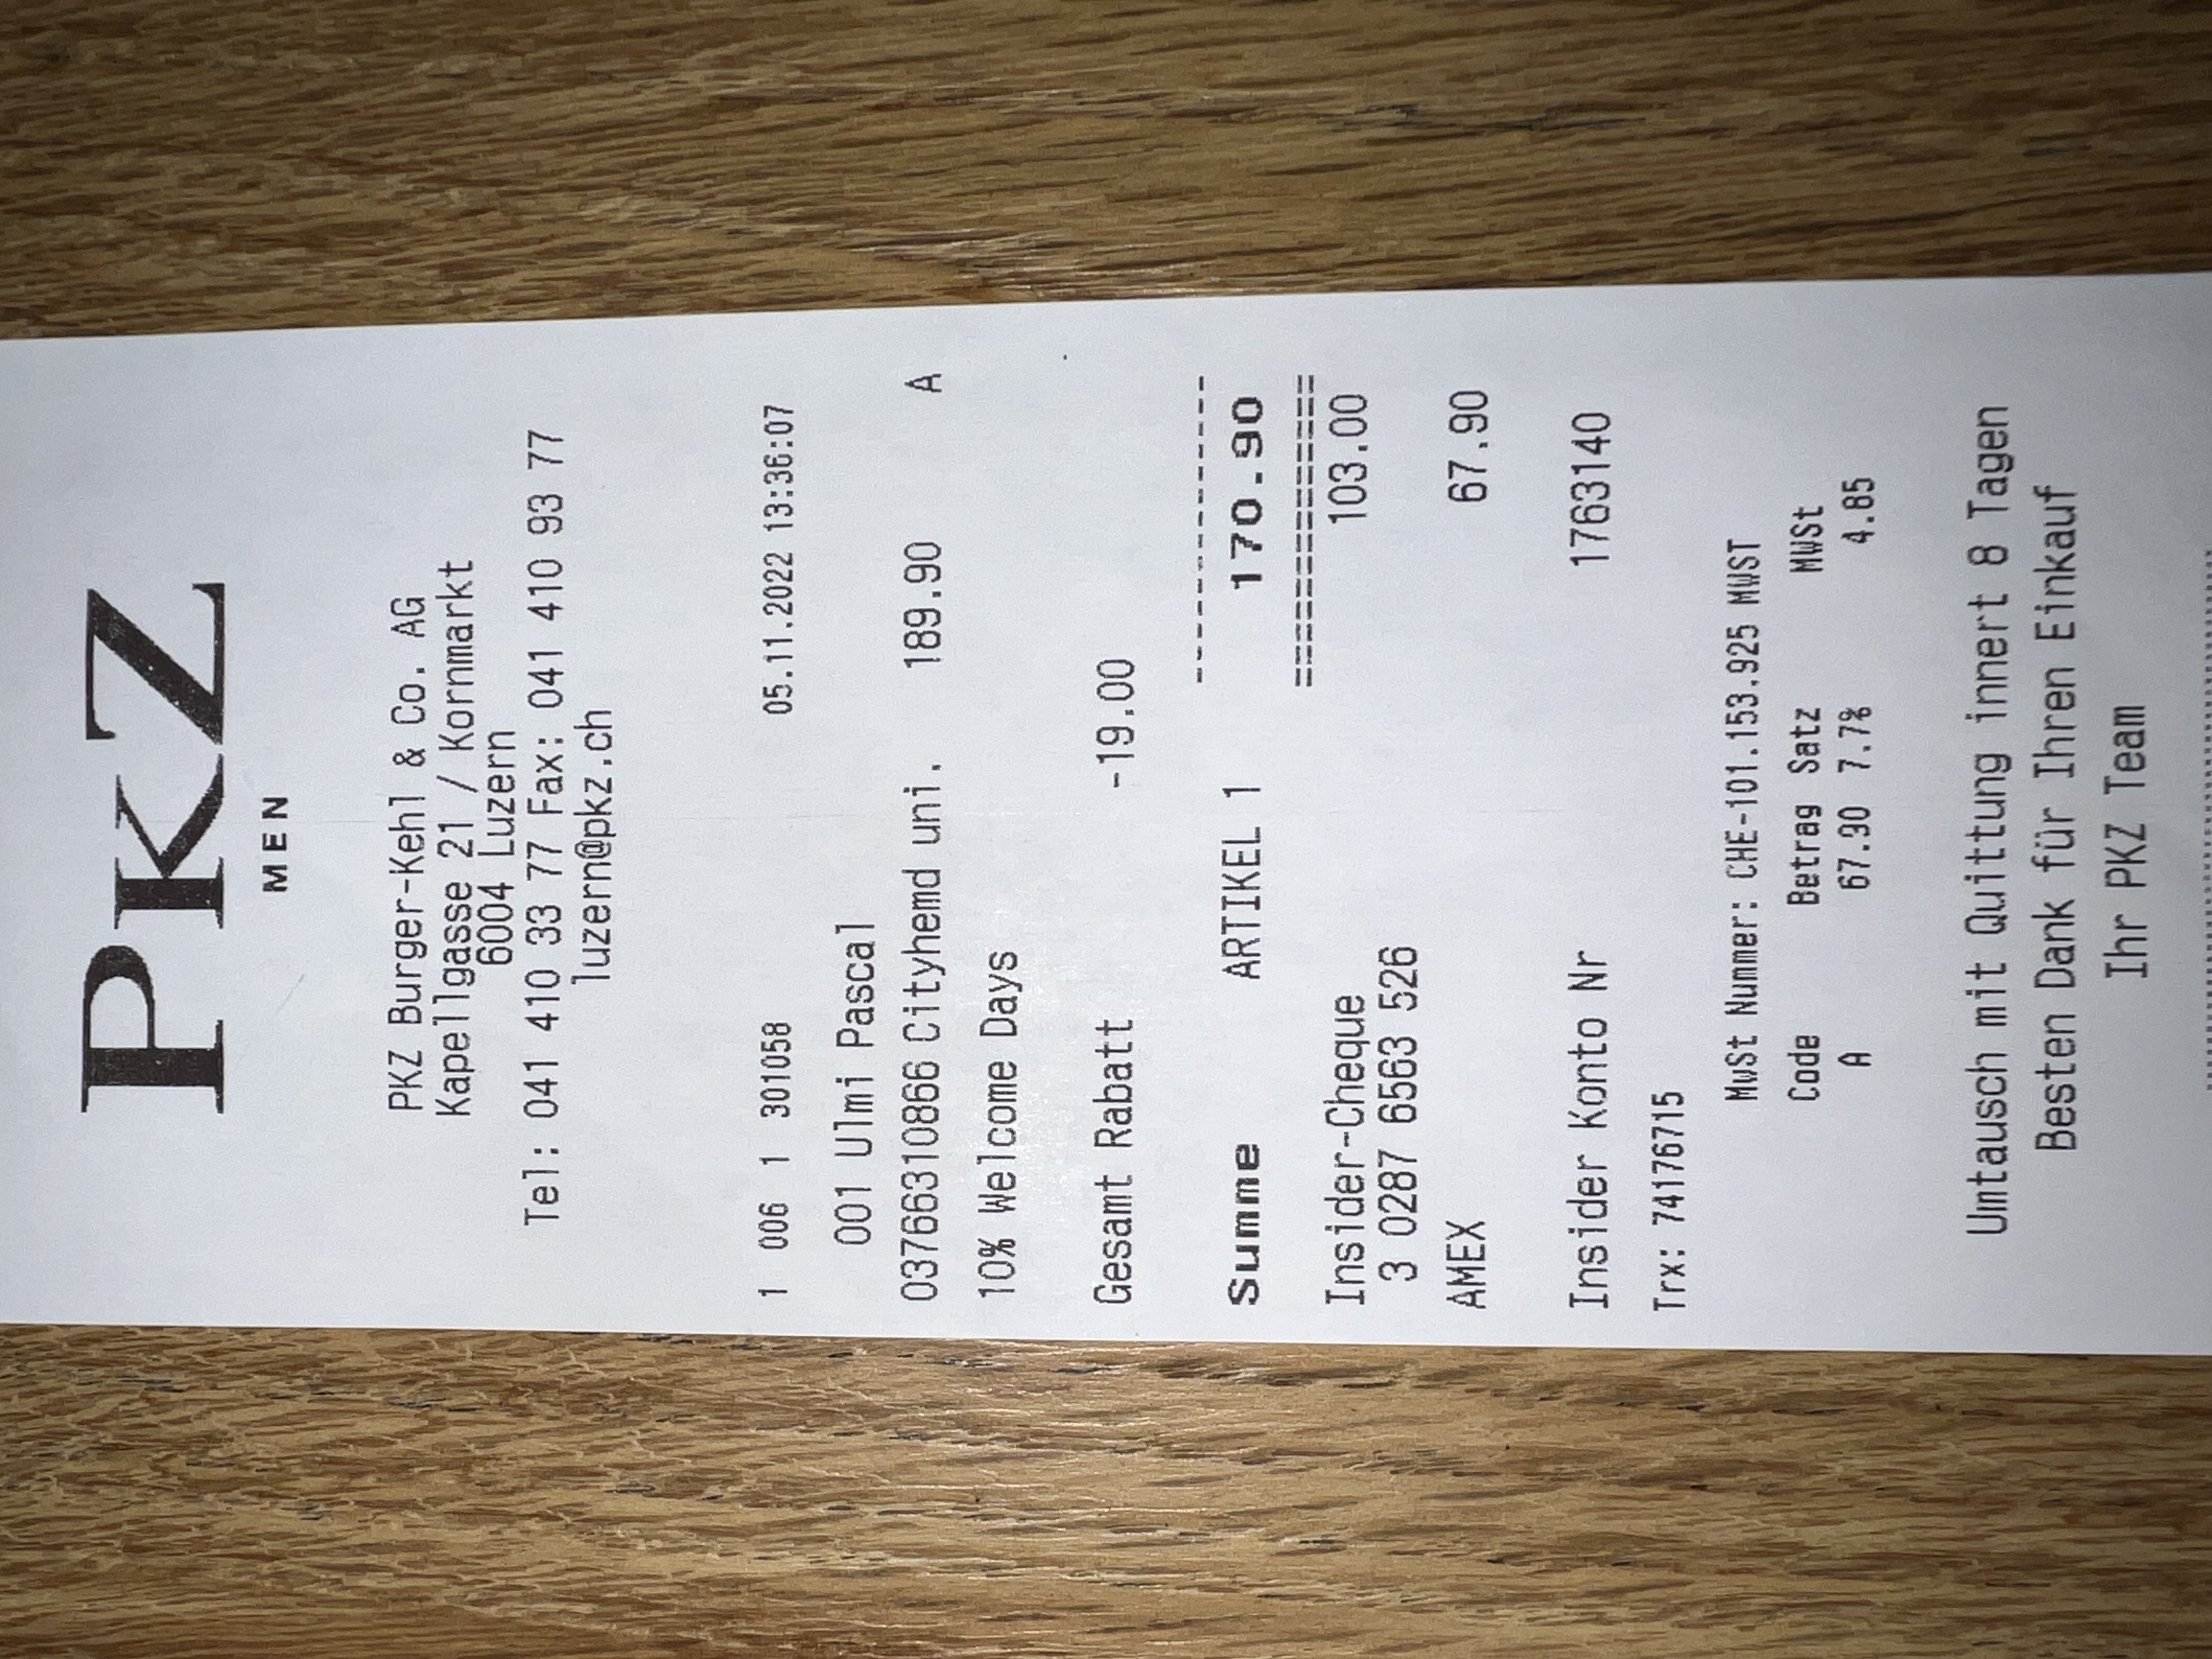 PKZ
MEN
PKZ Burger-Kehl & Co. AG
Kapellgasse 21 / Kornmarkt
6004 Luzern
Tel: 041 410 33 77 Fax: 041 410 93 77
luzern@pkz.ch
1 006 1 301058 05.11.2022 13:36:07
001 Ulmi Pascal
03766310866 Cityhemd uni. 189.90 A
10% Welcome Days
Gesamt Rabatt -19.00
--------------
Summe ARTIKEL 1 170.90
==============
Insider-Cheque 103.00
3 0287 6563 526
AMEX 67.90
Insider Konto Nr 1763140
Trx: 74176715
MwSt Nummer: CHE-101.153.925 MWST
Code Betrag Satz MWSt
A 67.90 7.7% 4.85
Umtausch mit Quittung innert 8 Tagen
Besten Dank für Ihren Einkauf
Ihr PKZ Team